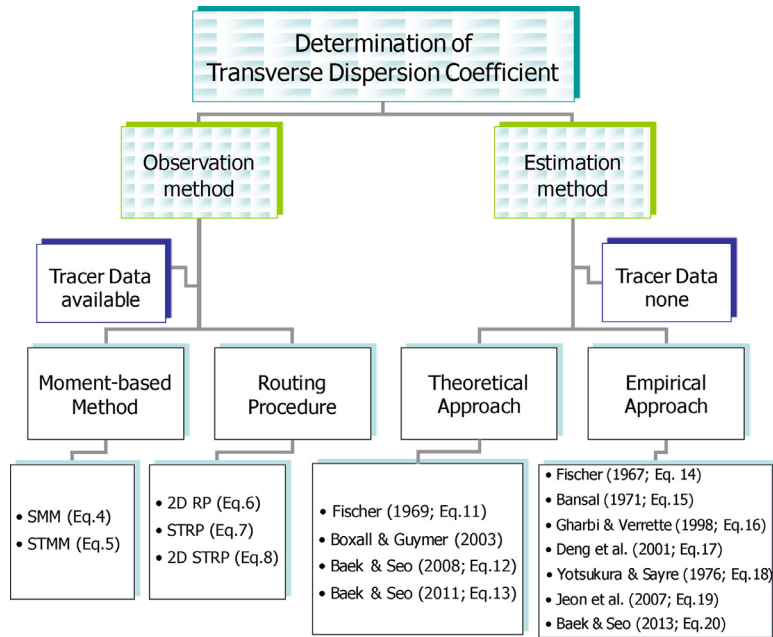 Determination of
Transverse Dispersion Coefficient
Observation
method
Estimation
method
Tracer Data
available
Tracer Data
none
Moment-based
Method
Routing
Procedure
Theoretical
Approach
Empirical
Approach
• SMM (Eq.4)
• STMM (Eq.5)
• 2D RP (Eq.6)
• STRP (Eq.7)
• 2D STRP (Eq.8)
• Fischer (1969; Eq.11)
• Boxall & Guymer (2003)
• Baek & Seo (2008; Eq.12)
• Baek & Seo (2011; Eq.13)
• Fischer (1967; Eq. 14)
• Bansal (1971; Eq.15)
• Gharbi & Verrette (1998; Eq.16)
• Deng et al. (2001; Eq.17)
• Yotsukura & Sayre (1976; Eq.18)
• Jeon et al. (2007; Eq.19)
• Baek & Seo (2013; Eq.20)